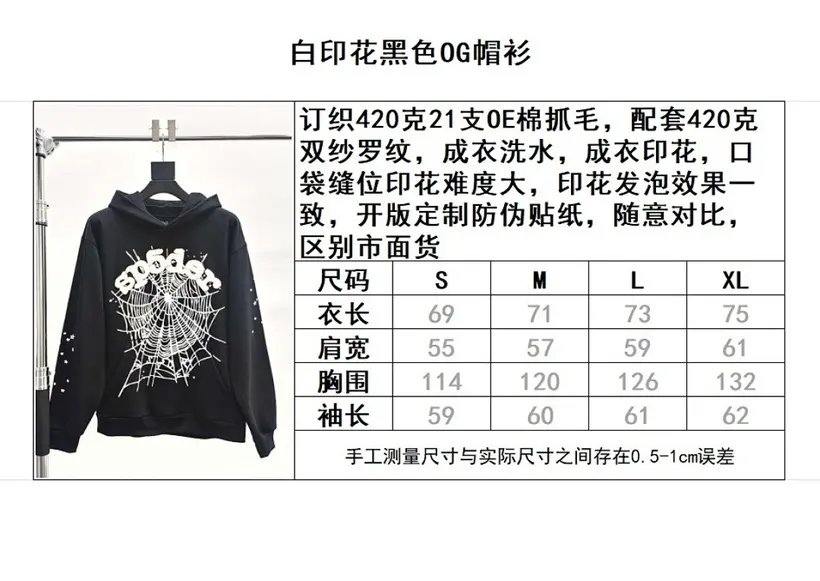 白印花黑色OG帽衫
订织420克21支OE棉抓毛，配套420克
双纱罗纹，成衣洗水，成衣印花，口
袋缝位印花难度大，印花发泡效果一
致，开版定制防伪贴纸，随意对比，
区别市面货
sp5der
尺码 S M L XL
衣长 69 71 73 75
肩宽 55 57 59 61
胸围 114 120 126 132
袖长 59 60 61 62
手工测量尺寸与实际尺寸之间存在0.5-1cm误差